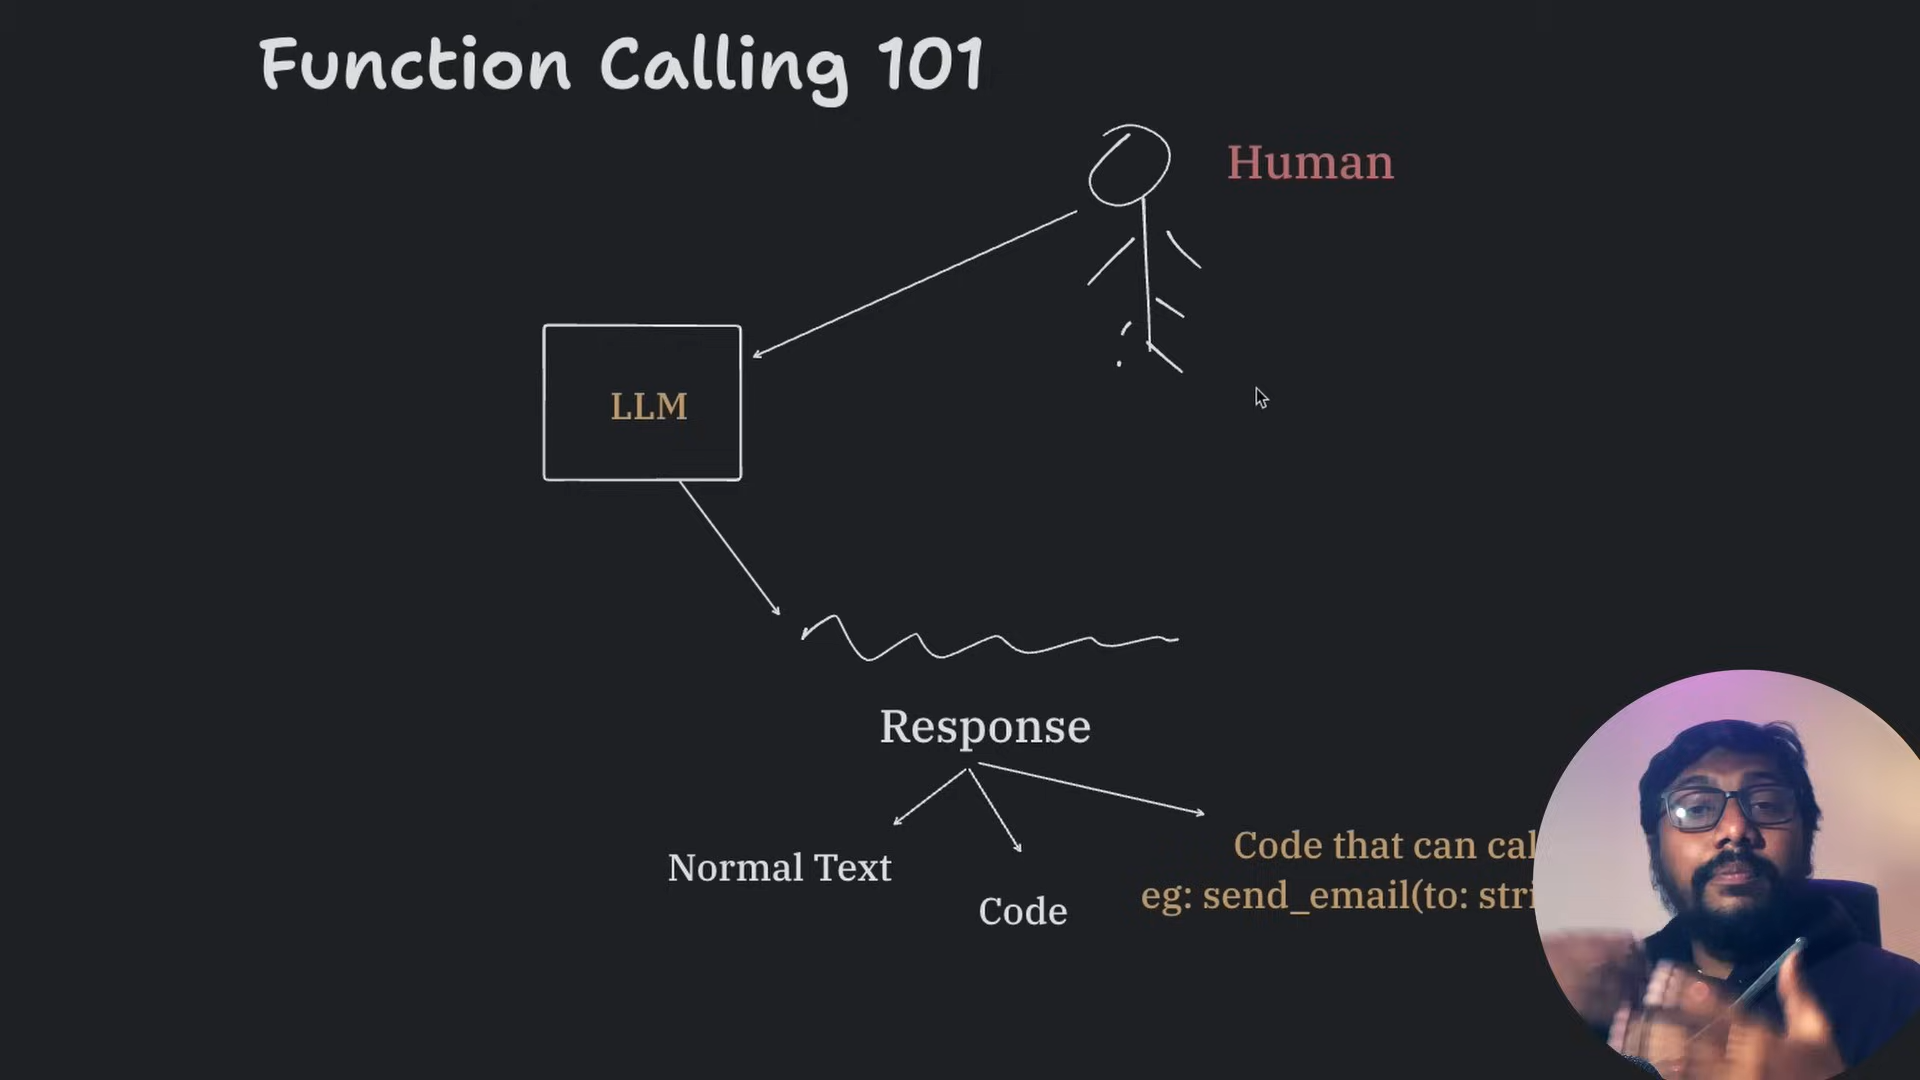 Function Calling 101
Human
LLM
Response
Normal Text
Code
Code that can cal
eg: send_email(to: stri